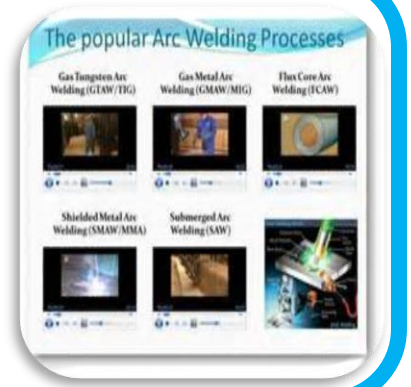 The popular Arc Welding Processes
Gas Tungsten Arc
Welding (GTAW/TIG)
Gas Metal Arc
Welding (GMAW/MIG)
Flux Core Arc
Welding (FCAW)
Shielded Metal Arc
Welding (SMAW/MMA)
Submerged Arc
Welding (SAW)